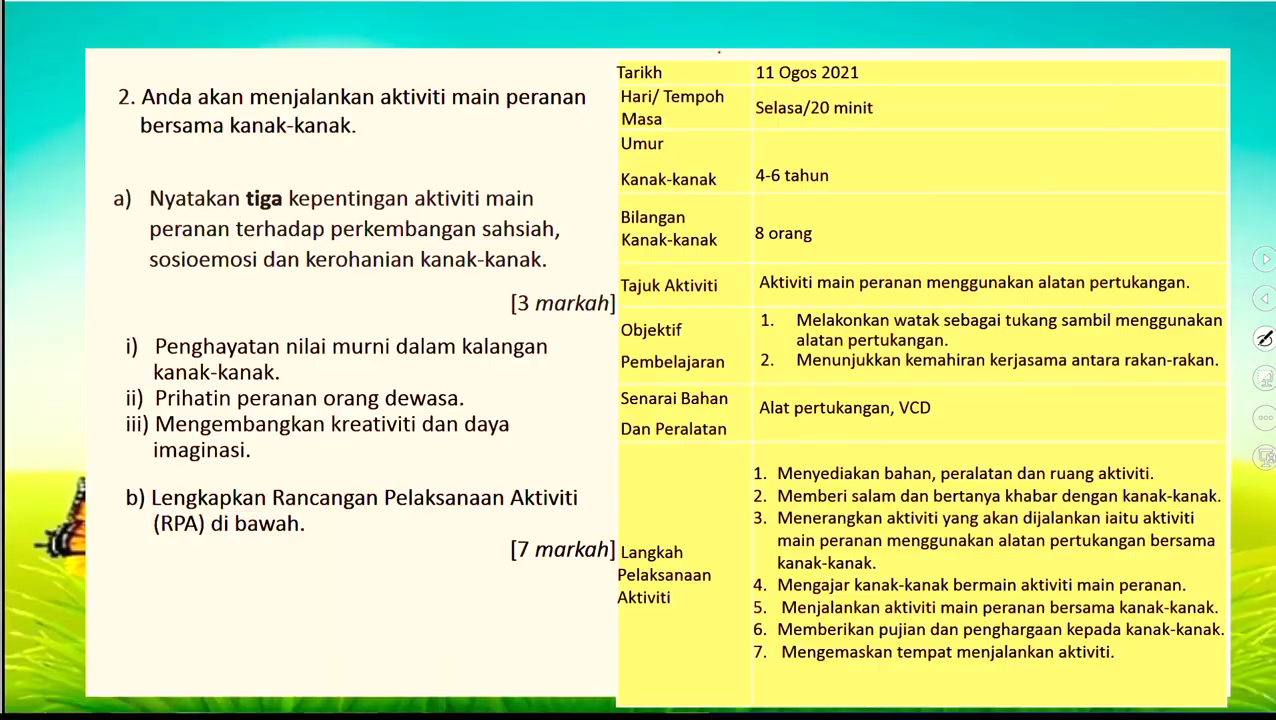 2. Anda akan menjalankan aktiviti main peranan
bersama kanak-kanak.
a) Nyatakan tiga kepentingan aktiviti main
peranan terhadap perkembangan sahsiah,
sosioemosi dan kerohanian kanak-kanak.
[3 markah]
i) Penghayatan nilai murni dalam kalangan
kanak-kanak.
ii) Prihatin peranan orang dewasa.
iii) Mengembangkan kreativiti dan daya
imaginasi.
b) Lengkapkan Rancangan Pelaksanaan Aktiviti
(RPA) di bawah.
[7 markah]
Tarikh 11 Ogos 2021
Hari/ Tempoh
Masa
Selasa/20 minit
Umur
Kanak-kanak 4-6 tahun
Bilangan
Kanak-kanak
8 orang
Tajuk Aktiviti Aktiviti main peranan menggunakan alatan pertukangan.
Objektif
Pembelajaran
1. Melakonkan watak sebagai tukang sambil menggunakan
alatan pertukangan.
2. Menunjukkan kemahiran kerjasama antara rakan-rakan.
Senarai Bahan
Dan Peralatan
Alat pertukangan, VCD
Langkah
Pelaksanaan
Aktiviti
1. Menyediakan bahan, peralatan dan ruang aktiviti.
2. Memberi salam dan bertanya khabar dengan kanak-kanak.
3. Menerangkan aktiviti yang akan dijalankan iaitu aktiviti
main peranan menggunakan alatan pertukangan bersama
kanak-kanak.
4. Mengajar kanak-kanak bermain aktiviti main peranan.
5. Menjalankan aktiviti main peranan bersama kanak-kanak.
6. Memberikan pujian dan penghargaan kepada kanak-kanak.
7. Mengemaskan tempat menjalankan aktiviti.